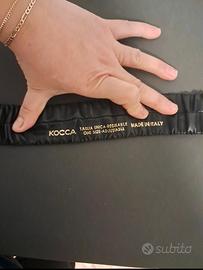 KOCCA
TAGLIA UNICA-REGOLABILE
ONE SIZE-ADJUSTABLE
MADE IN ITALY
subito